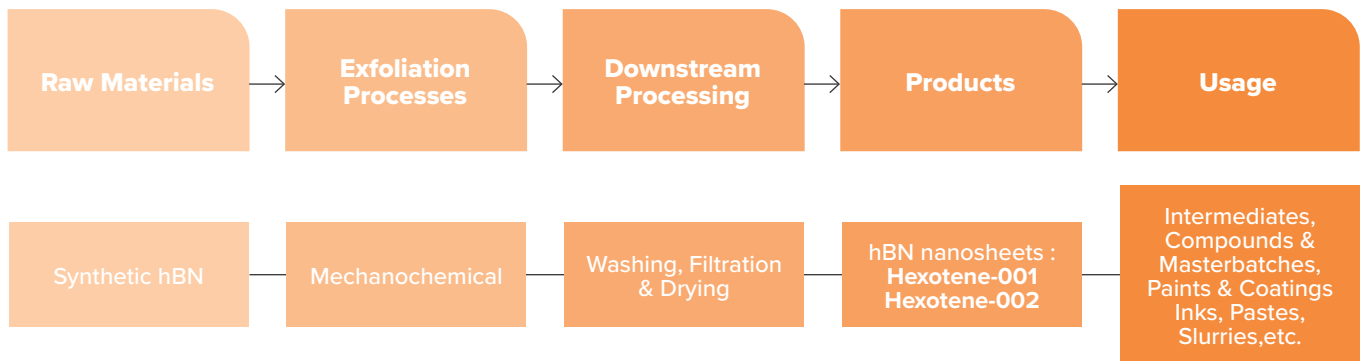 Raw Materials
Exfoliation
Processes
Downstream
Processing
Products
Usage
Synthetic hBN
Mechanochemical
Washing, Filtration
& Drying
hBN nanosheets :
Hexotene-001
Hexotene-002
Intermediates,
Compounds &
Masterbatches,
Paints & Coatings
Inks, Pastes,
Slurries,etc.